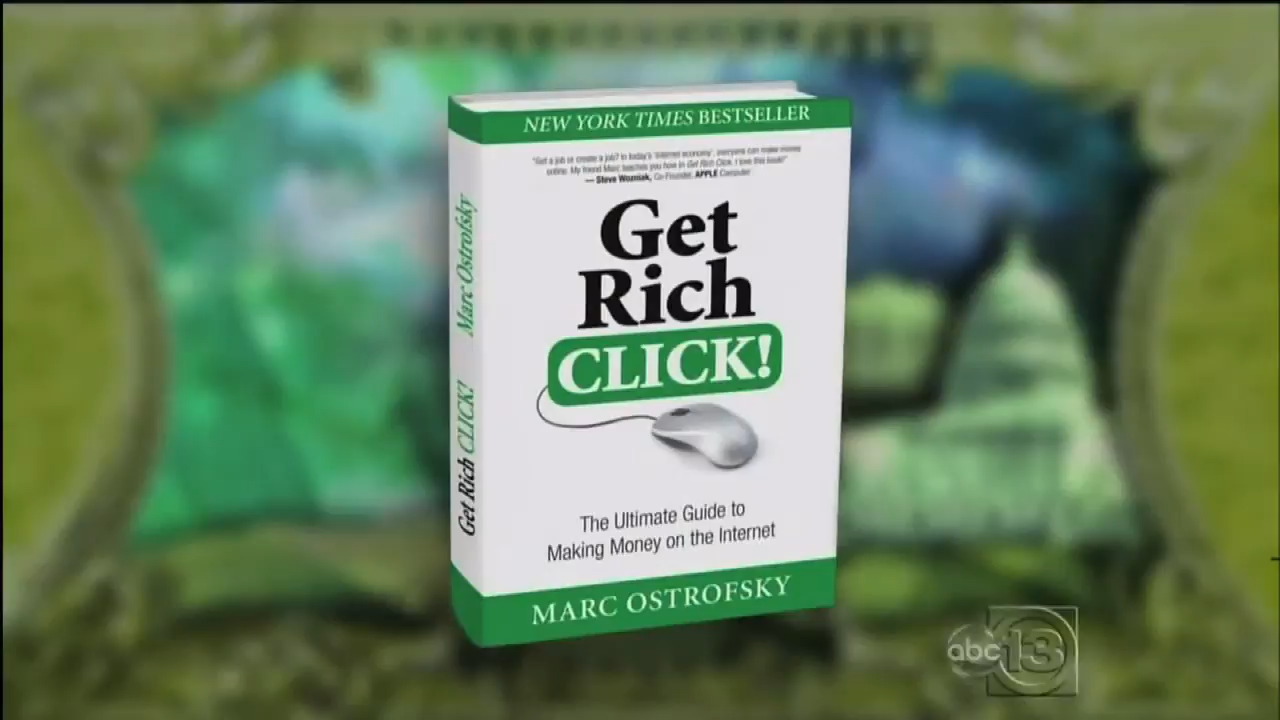 NEW YORK TIMES BESTSELLER
"Get a job or create a job? In today's 'internet economy', everyone can make money
online. My friend Marc teaches you how in Get Rich Click. I love this book!"
— Steve Wozniak, Co-Founder, APPLE Computer
Get
Rich
CLICK!
The Ultimate Guide to
Making Money on the Internet
MARC OSTROFSKY
Get Rich CLICK! Marc Ostrofsky
abc 13